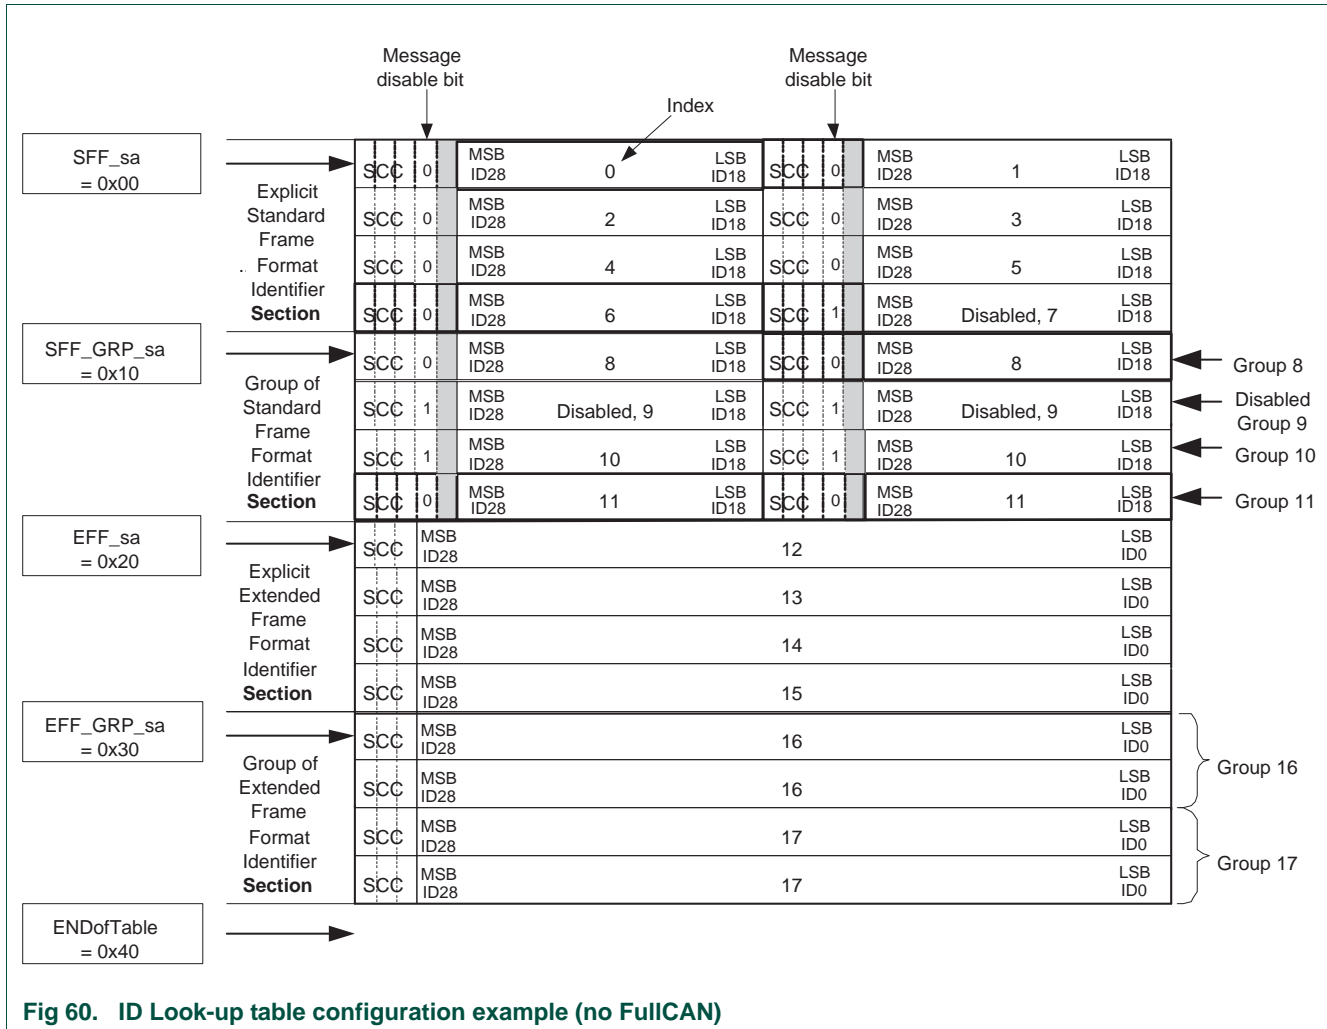 Message
disable bit
Message
disable bit
Index
SFF_sa
= 0x00
Explicit
Standard
Frame
.. Format
Identifier
Section
SCC 0 MSB ID28 0 LSB ID18 SCC 0 MSB ID28 1 LSB ID18
SCC 0 MSB ID28 2 LSB ID18 SCC 0 MSB ID28 3 LSB ID18
SCC 0 MSB ID28 4 LSB ID18 SCC 0 MSB ID28 5 LSB ID18
SCC 0 MSB ID28 6 LSB ID18 SCC 1 MSB ID28 Disabled, 7 LSB ID18
SFF_GRP_sa
= 0x10
Group of
Standard
Frame
Format
Identifier
Section
SCC 0 MSB ID28 8 LSB ID18 SCC 0 MSB ID28 8 LSB ID18 Group 8
SCC 1 MSB ID28 Disabled, 9 LSB ID18 SCC 1 MSB ID28 Disabled, 9 LSB ID18 Disabled Group 9
SCC 1 MSB ID28 10 LSB ID18 SCC 1 MSB ID28 10 LSB ID18 Group 10
SCC 0 MSB ID28 11 LSB ID18 SCC 0 MSB ID28 11 LSB ID18 Group 11
EFF_sa
= 0x20
Explicit
Extended
Frame
Format
Identifier
Section
SCC MSB ID28 12 LSB ID0
SCC MSB ID28 13 LSB ID0
SCC MSB ID28 14 LSB ID0
SCC MSB ID28 15 LSB ID0
EFF_GRP_sa
= 0x30
Group of
Extended
Frame
Format
Identifier
Section
SCC MSB ID28 16 LSB ID0
SCC MSB ID28 16 LSB ID0
Group 16
SCC MSB ID28 17 LSB ID0
SCC MSB ID28 17 LSB ID0
Group 17
ENDofTable
= 0x40
Fig 60. ID Look-up table configuration example (no FullCAN)